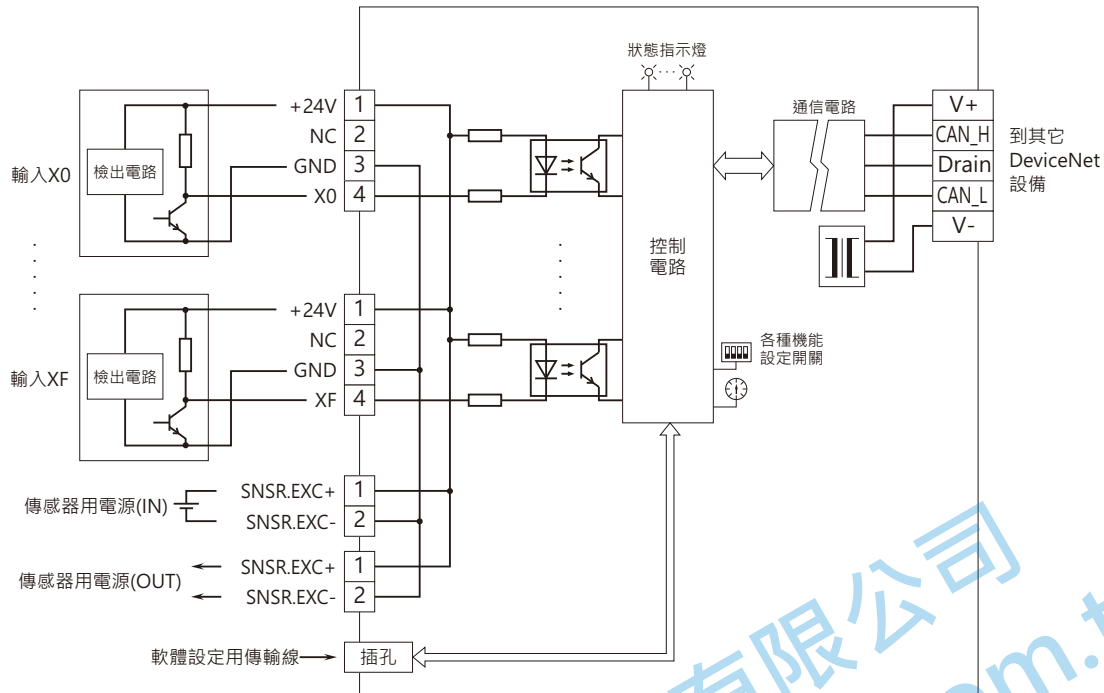 狀態指示燈
通信電路
+24V 1
NC 2
GND 3
X0 4
輸入X0
檢出電路
V+
CAN_H
Drain
CAN_L
V-
到其它
DeviceNet
設備
控制
電路
+24V 1
NC 2
GND 3
XF 4
輸入XF
檢出電路
各種機能
設定開關
傳感器用電源(IN)
SNSR.EXC+ 1
SNSR.EXC- 2
傳感器用電源(OUT)
SNSR.EXC+ 1
SNSR.EXC- 2
軟體設定用傳輸線
插孔
有限公司
om.t